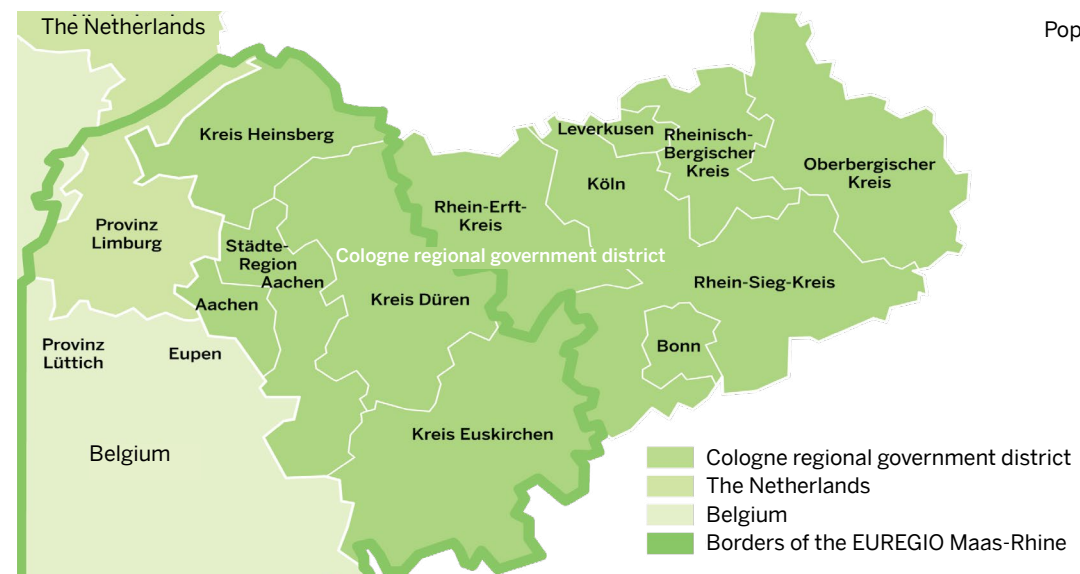 The Netherlands
Pop
Kreis Heinsberg
Leverkusen
Rheinisch-
Bergischer
Kreis
Oberbergischer
Kreis
Köln
Rhein-Erft-
Kreis
Provinz
Limburg
Städte-
Region
Aachen
Cologne regional government district
Aachen
Kreis Düren
Rhein-Sieg-Kreis
Provinz
Lüttich
Eupen
Bonn
Kreis Euskirchen
Belgium
Cologne regional government district
The Netherlands
Belgium
Borders of the EUREGIO Maas-Rhine